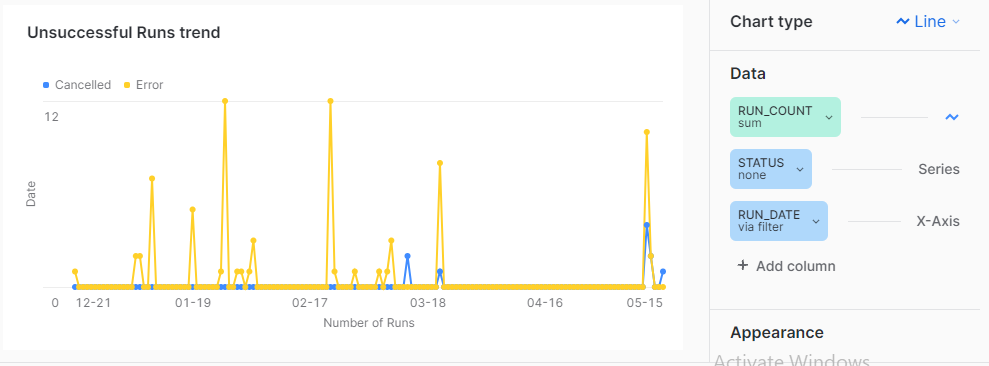 Unsuccessful Runs trend
Cancelled Error
12
Date
0 12-21 01-19 02-17 03-18 04-16 05-15
Number of Runs
Chart type Line
Data
RUN_COUNT
sum
STATUS
none
Series
RUN_DATE
via filter
X-Axis
+ Add column
Appearance
Activate Windows